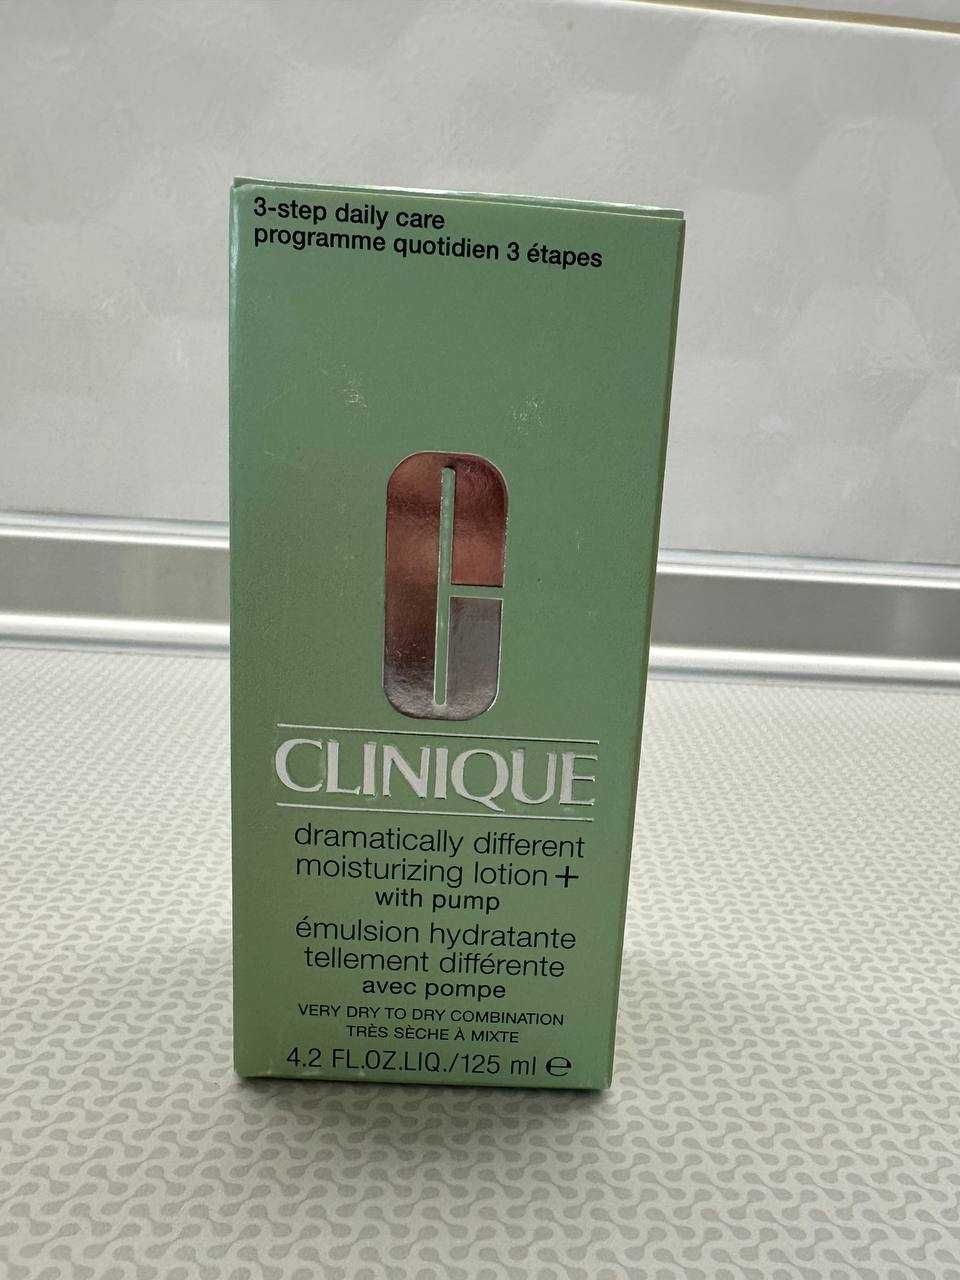 3-step daily care
programme quotidien 3 étapes
C
CLINIQUE
dramatically different
moisturizing lotion+
with pump
émulsion hydratante
tellement différente
avec pompe
VERY DRY TO DRY COMBINATION
TRÈS SÈCHE À MIXTE
4.2 FL.OZ.LIQ./125 ml ℮